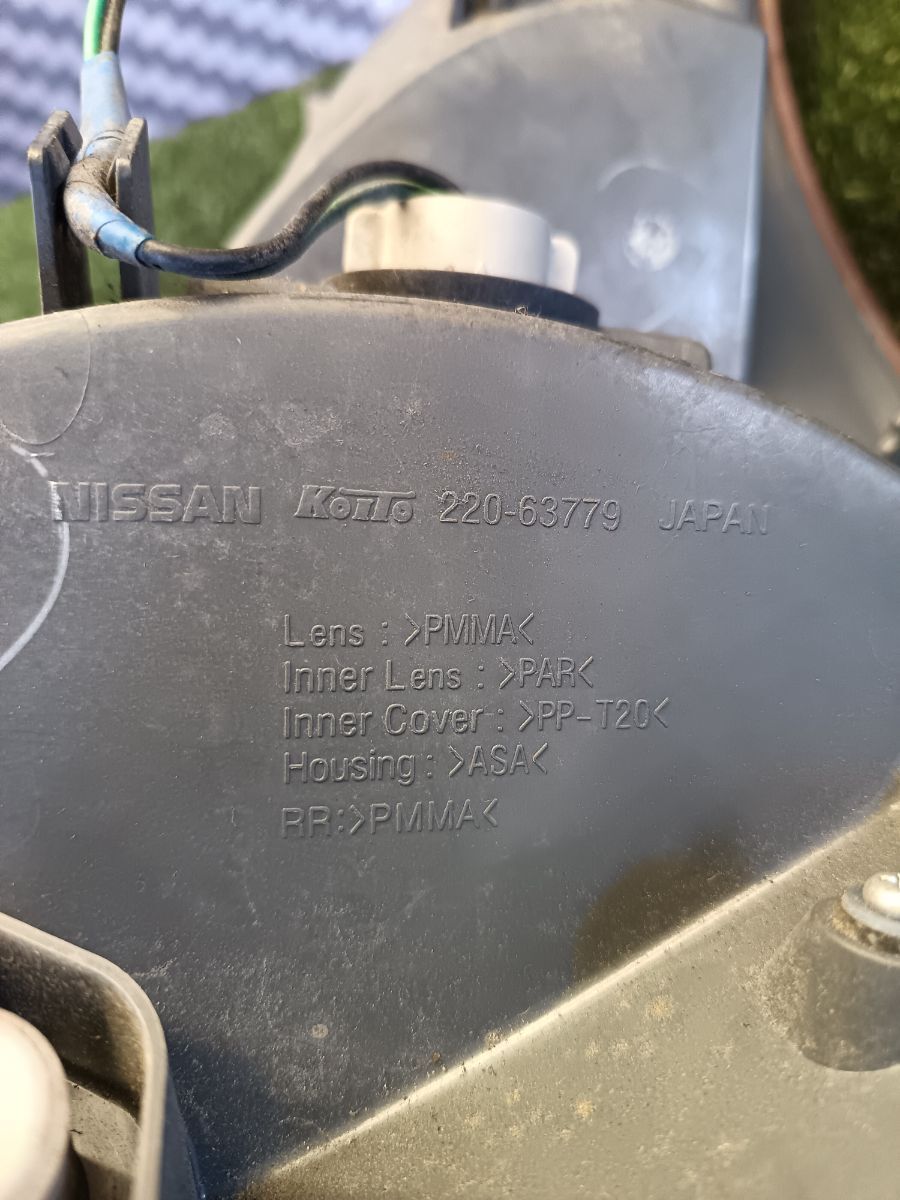 NISSAN KOITO 220-63779 JAPAN
Lens : >PMMA<
Inner Lens : >PAR<
Inner Cover : >PP-T20<
Housing : >ASA<
RR:>PMMA<